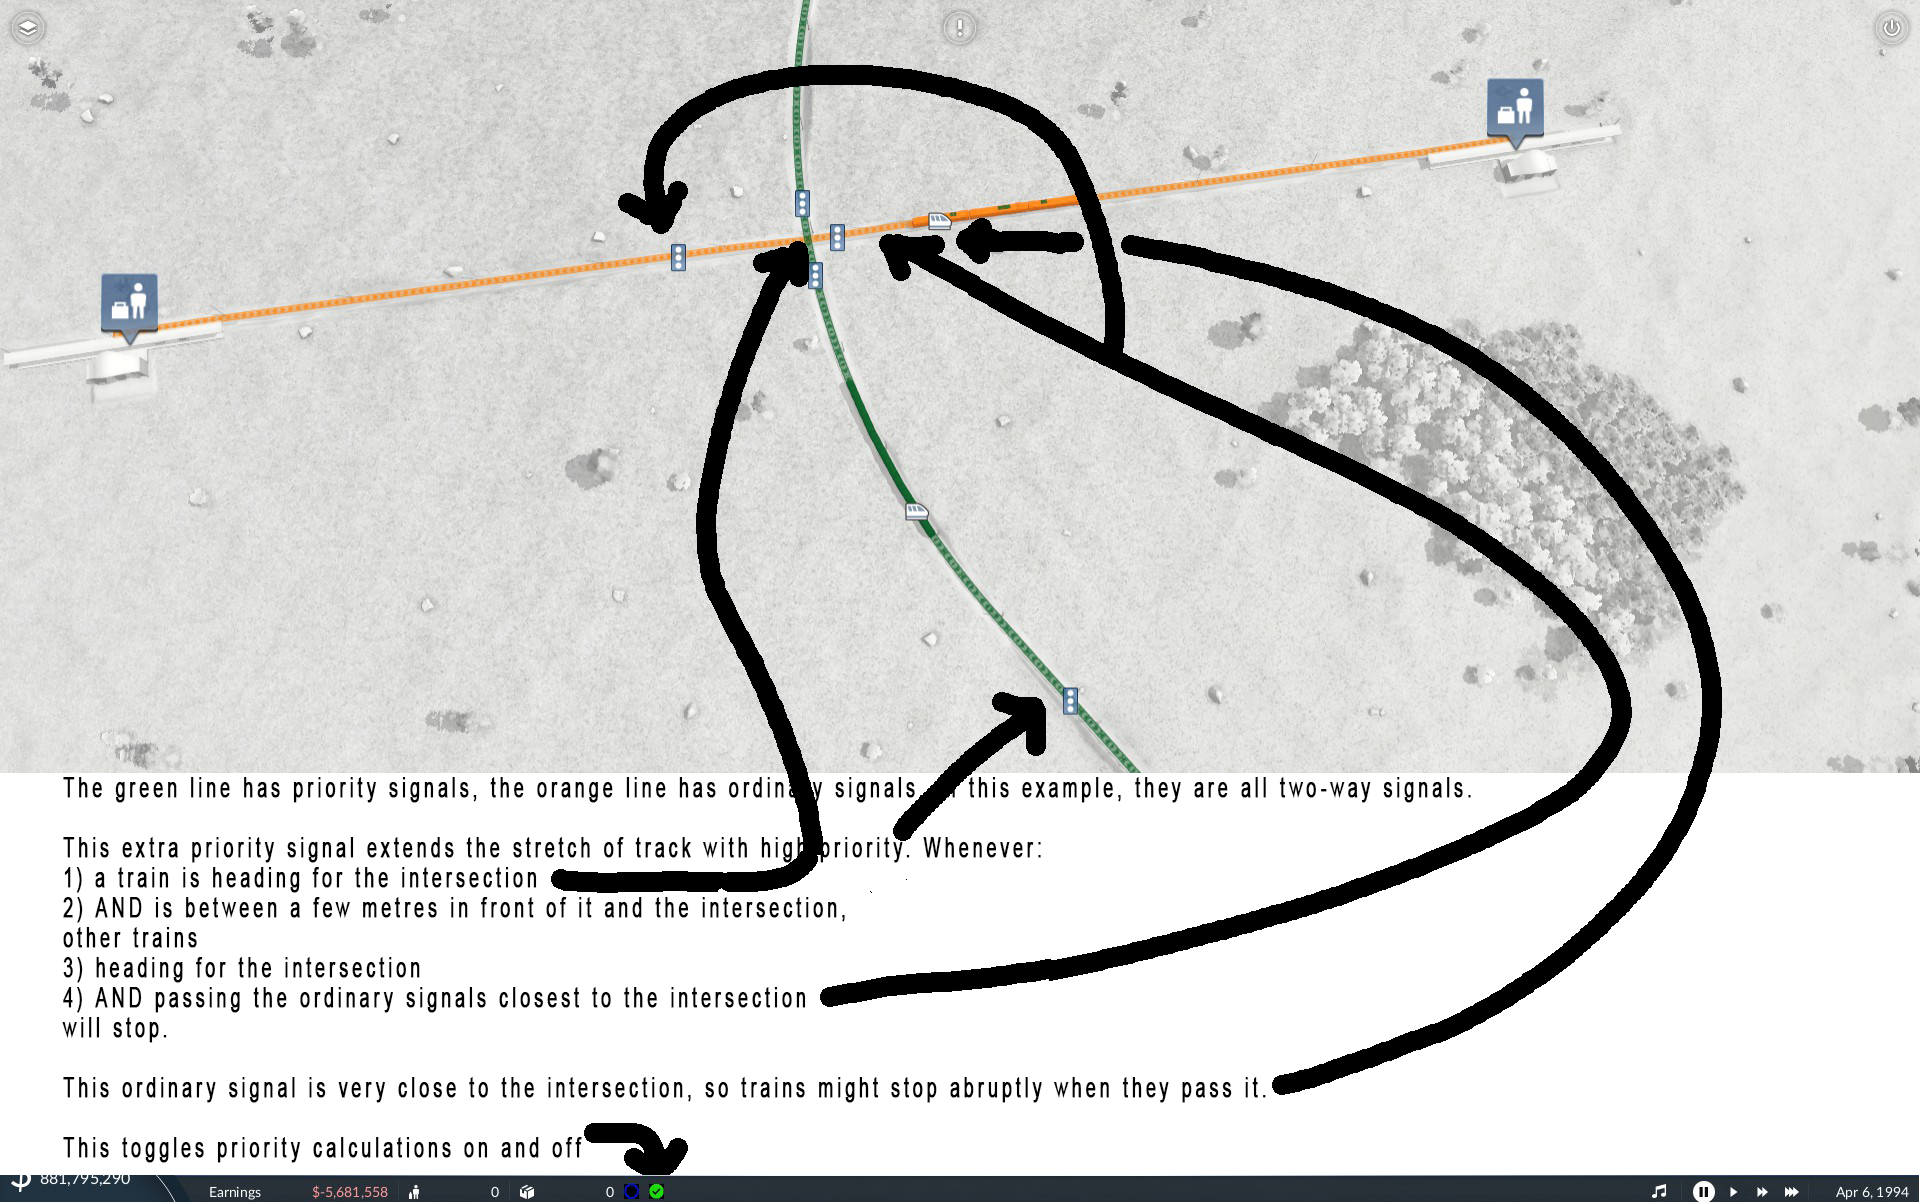 The green line has priority signals, the orange line has ordinary signals. In this example, they are all two-way signals.
This extra priority signal extends the stretch of track with high priority. Whenever:
1) a train is heading for the intersection
2) AND is between a few metres in front of it and the intersection,
other trains
3) heading for the intersection
4) AND passing the ordinary signals closest to the intersection
will stop.
This ordinary signal is very close to the intersection, so trains might stop abruptly when they pass it.
This toggles priority calculations on and off
881,795,290 Earnings $-5,681,558 0 0 Apr 6, 1994